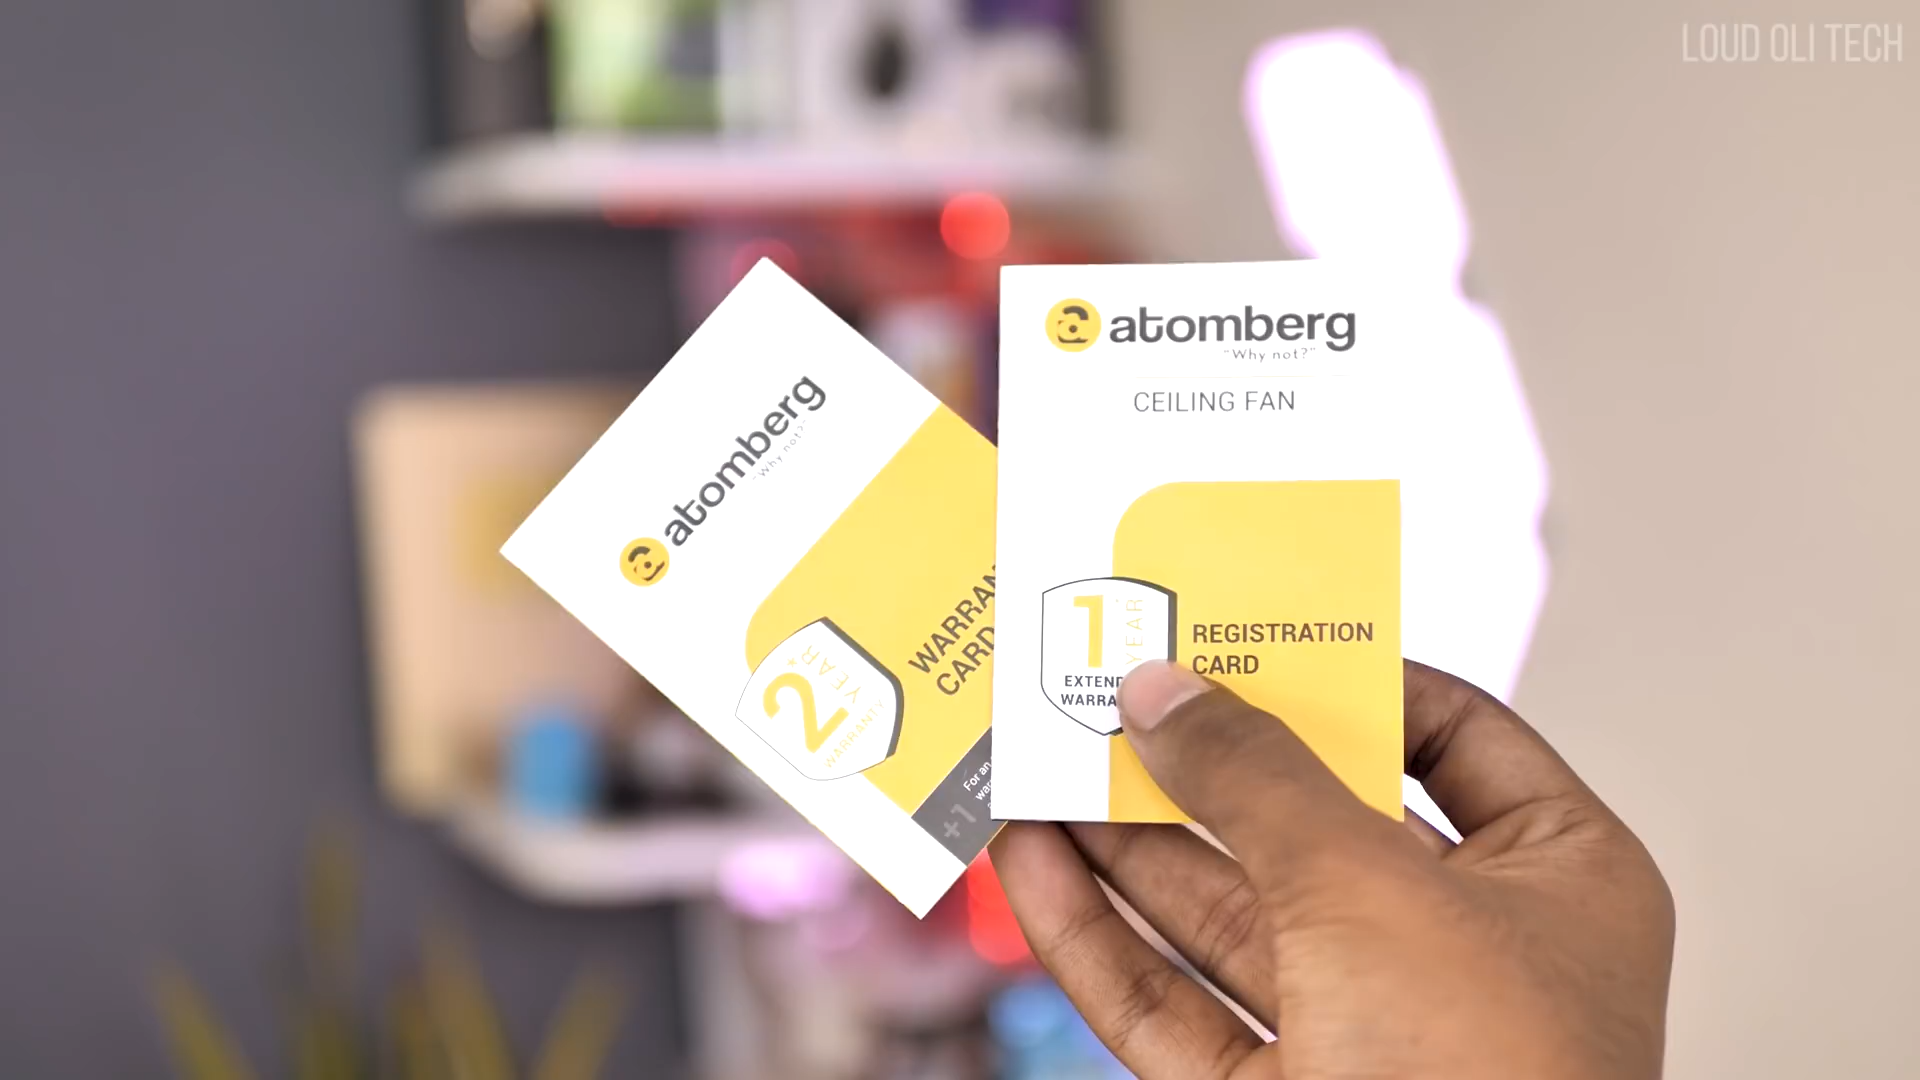 LOUD OLI TECH
atomberg
"Why not?"
WARRAN
CARD
2*
YEAR
WARRANTY
+1
For an
atomberg
"Why not?"
CEILING FAN
1
YEAR
EXTEND
WARRA
REGISTRATION
CARD